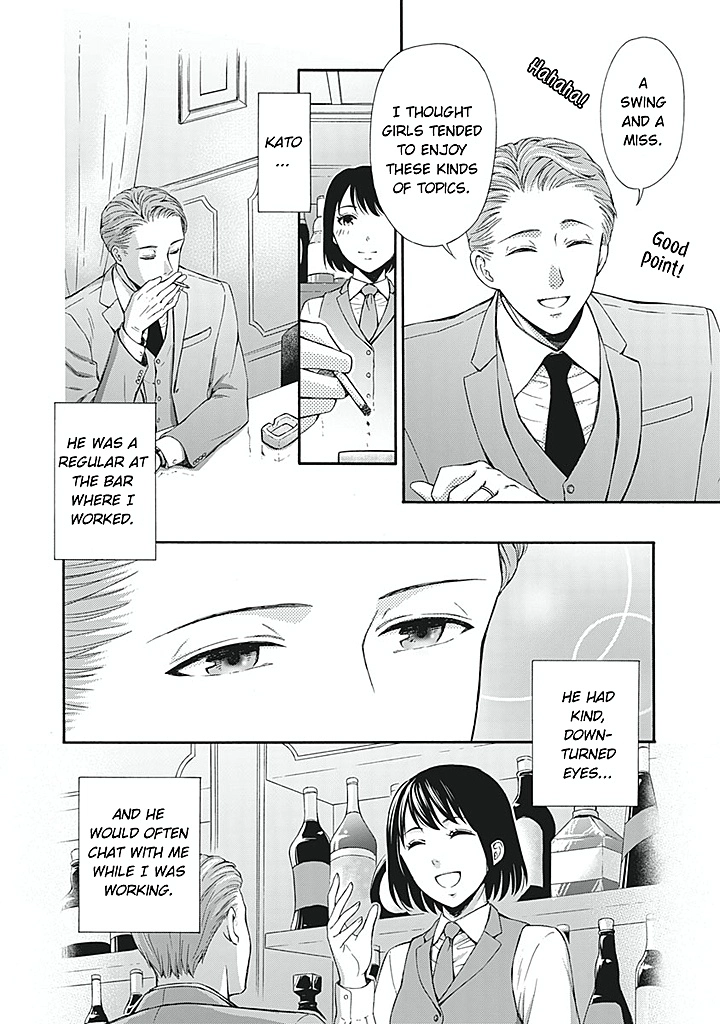 A
SWING
AND A
MISS.
Hahaha!
Good
Point!
I THOUGHT
GIRLS TENDED
TO ENJOY
THESE KINDS
OF TOPICS.
KATO
...
HE WAS A
REGULAR AT
THE BAR
WHERE I
WORKED.
HE HAD
KIND,
DOWN-
TURNED
EYES...
AND HE
WOULD OFTEN
CHAT WITH ME
WHILE I WAS
WORKING.